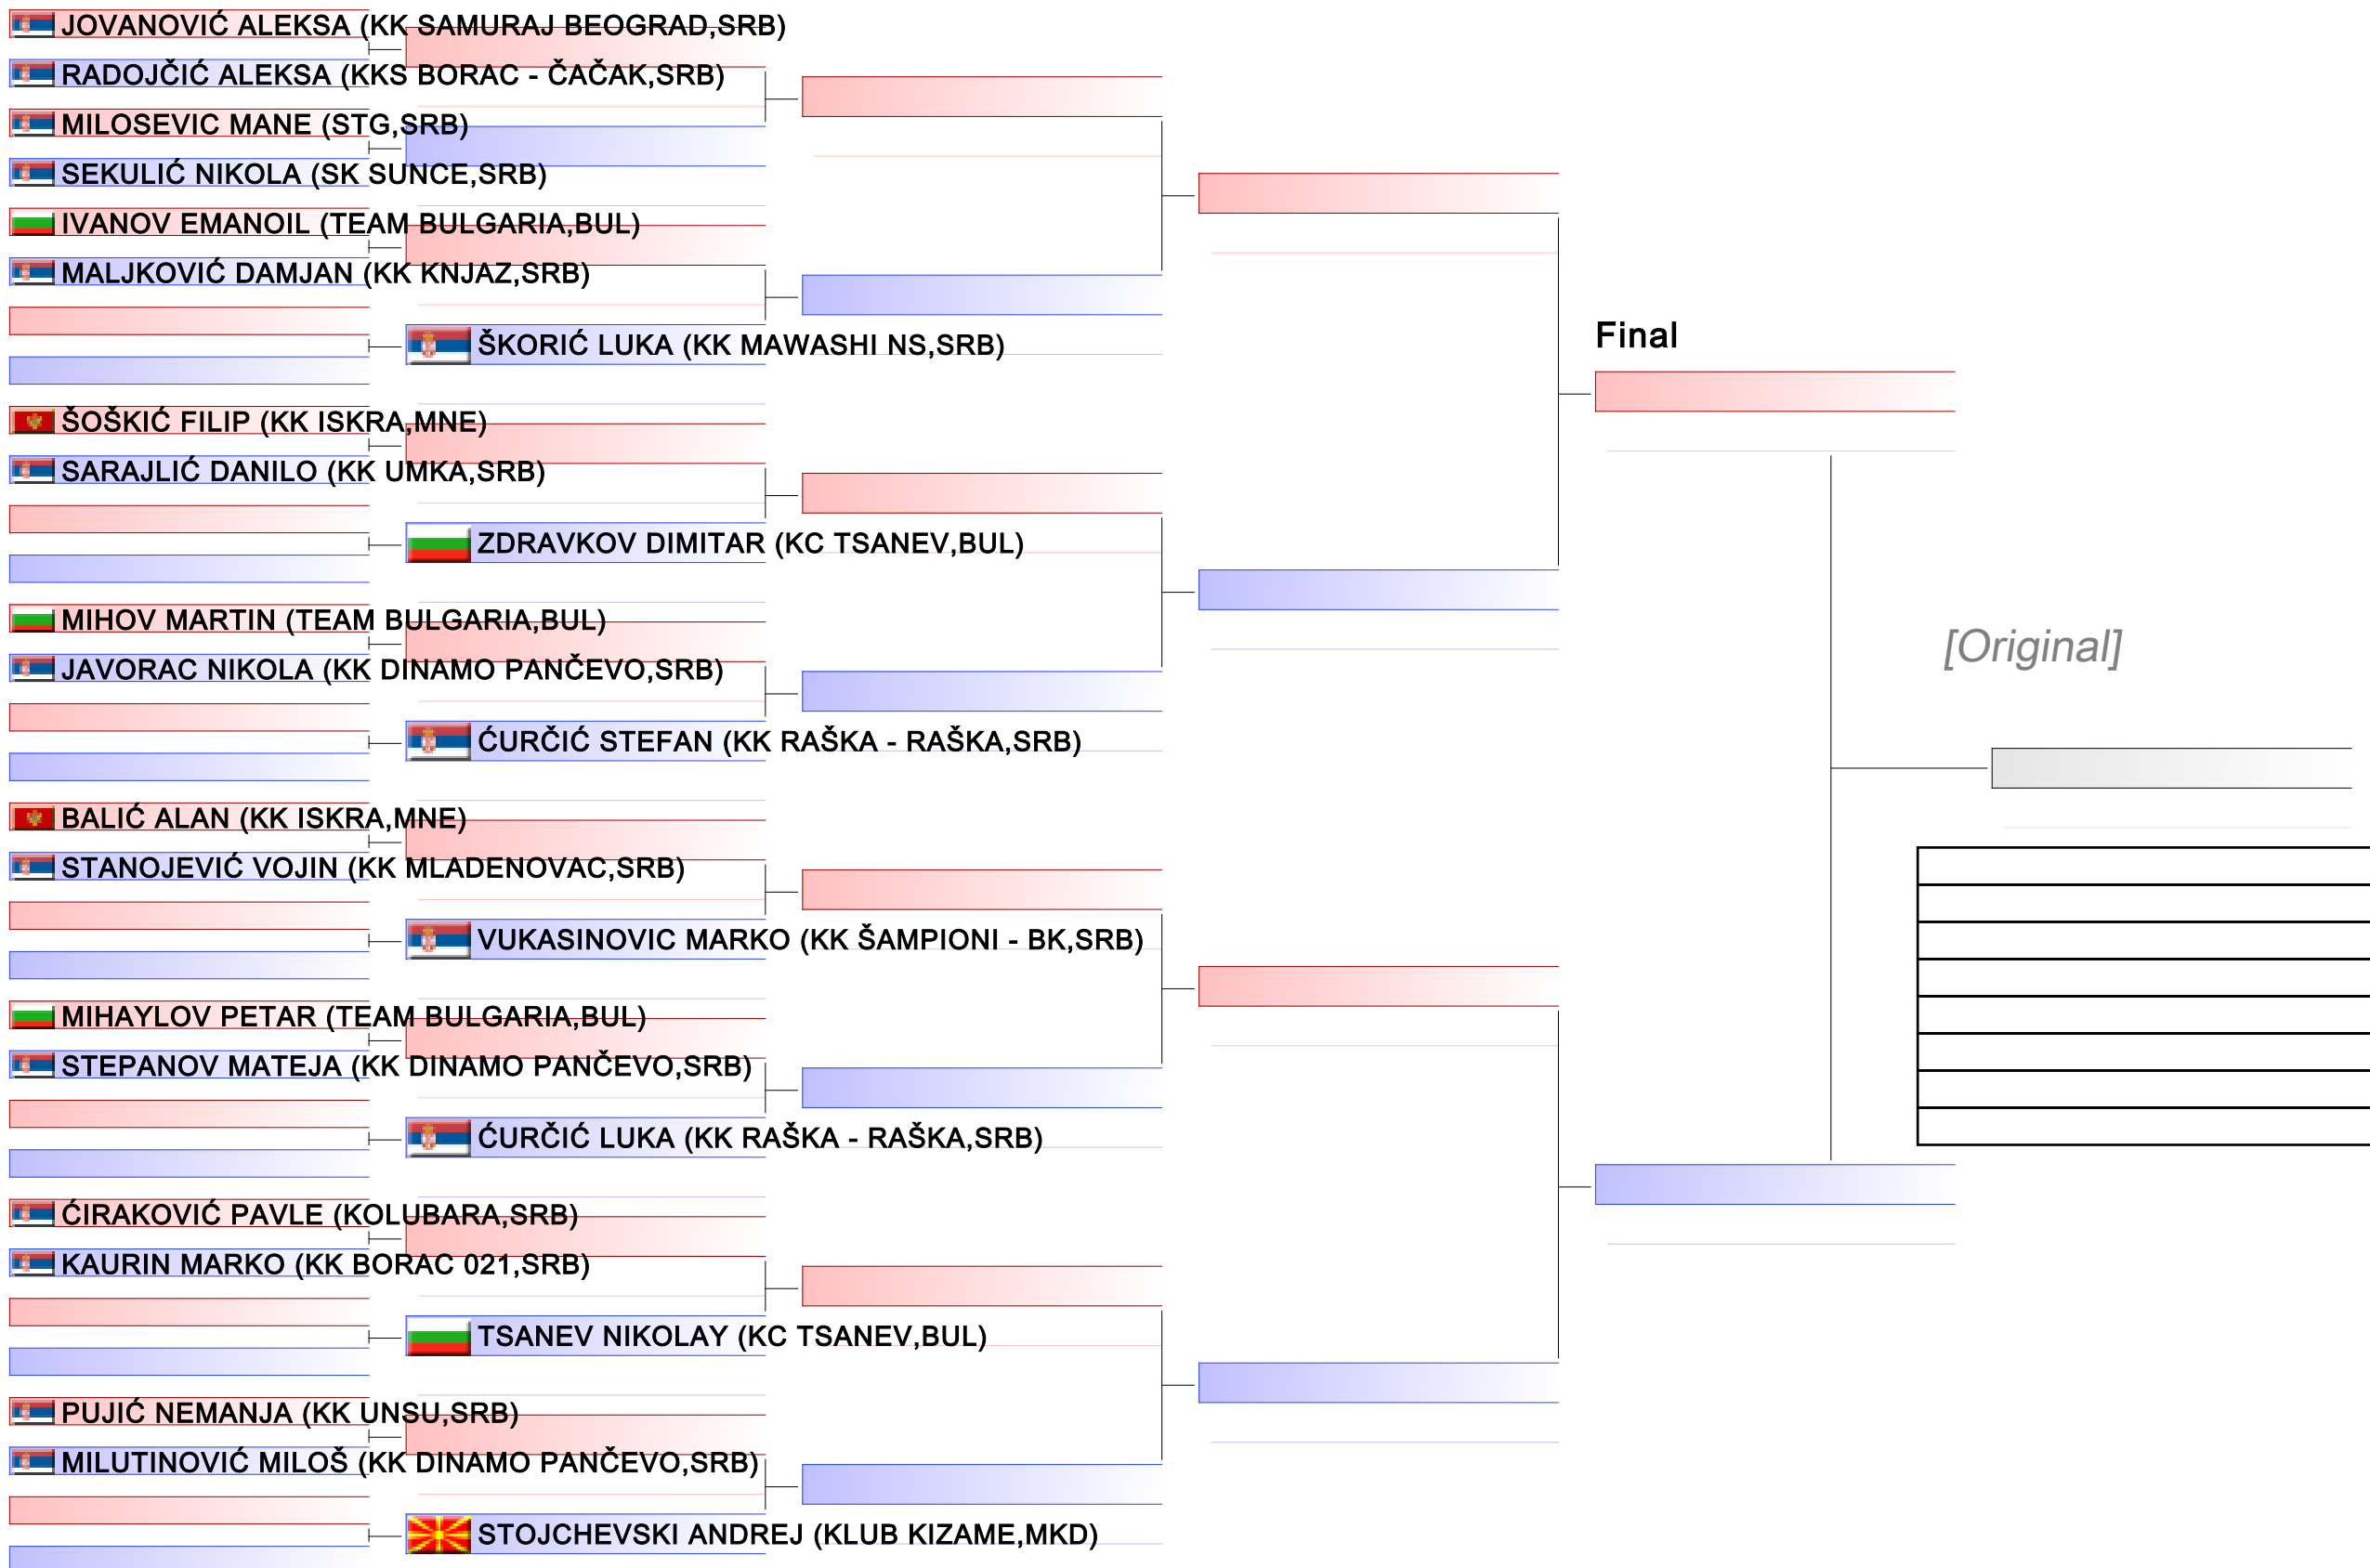 JOVANOVIĆ ALEKSA (KK SAMURAJ BEOGRAD,SRB)
RADOJČIĆ ALEKSA (KKS BORAC - ČAČAK,SRB)
MILOSEVIC MANE (STG,SRB)
SEKULIĆ NIKOLA (SK SUNCE,SRB)
IVANOV EMANOIL (TEAM BULGARIA,BUL)
MALJKOVIĆ DAMJAN (KK KNJAZ,SRB)
ŠKORIĆ LUKA (KK MAWASHI NS,SRB)
ŠOŠKIĆ FILIP (KK ISKRA,MNE)
SARAJLIĆ DANILO (KK UMKA,SRB)
ZDRAVKOV DIMITAR (KC TSANEV,BUL)
MIHOV MARTIN (TEAM BULGARIA,BUL)
JAVORAC NIKOLA (KK DINAMO PANČEVO,SRB)
ĆURČIĆ STEFAN (KK RAŠKA - RAŠKA,SRB)
BALIĆ ALAN (KK ISKRA,MNE)
STANOJEVIĆ VOJIN (KK MLADENOVAC,SRB)
VUKASINOVIC MARKO (KK ŠAMPIONI - BK,SRB)
MIHAYLOV PETAR (TEAM BULGARIA,BUL)
STEPANOV MATEJA (KK DINAMO PANČEVO,SRB)
ĆURČIĆ LUKA (KK RAŠKA - RAŠKA,SRB)
ĆIRAKOVIĆ PAVLE (KOLUBARA,SRB)
KAURIN MARKO (KK BORAC 021,SRB)
TSANEV NIKOLAY (KC TSANEV,BUL)
PUJIĆ NEMANJA (KK UNSU,SRB)
MILUTINOVIĆ MILOŠ (KK DINAMO PANČEVO,SRB)
STOJCHEVSKI ANDREJ (KLUB KIZAME,MKD)
Final
[Original]